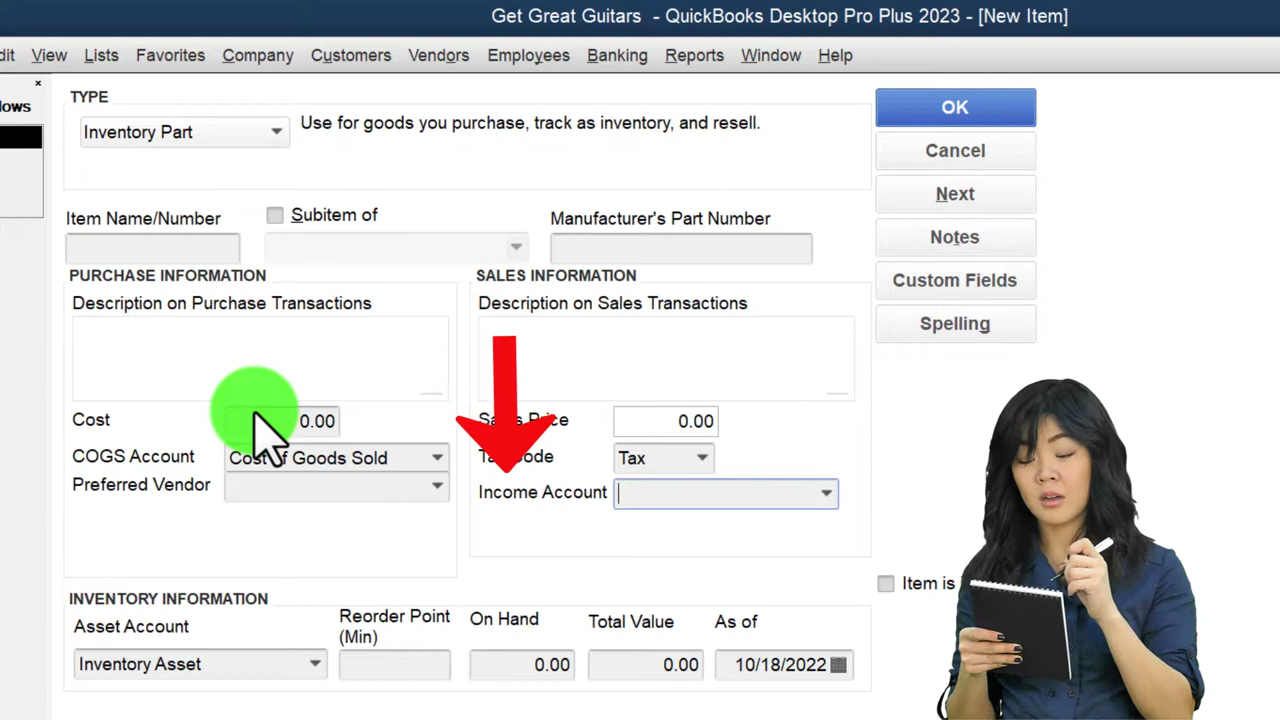 Get Great Guitars - QuickBooks Desktop Pro Plus 2023 - [New Item]
dit View Lists Favorites Company Customers Vendors Employees Banking Reports Window Help
lows
TYPE
Inventory Part
Use for goods you purchase, track as inventory, and resell.
OK
Cancel
Next
Notes
Custom Fields
Spelling
Item Name/Number
Subitem of
Manufacturer's Part Number
PURCHASE INFORMATION
Description on Purchase Transactions
Cost 0.00
COGS Account Cost of Goods Sold
Preferred Vendor
SALES INFORMATION
Description on Sales Transactions
Sales Price 0.00
Tax Code Tax
Income Account
Item is
INVENTORY INFORMATION
Asset Account
Inventory Asset
Reorder Point
(Min)
On Hand
0.00
Total Value
0.00
As of
10/18/2022